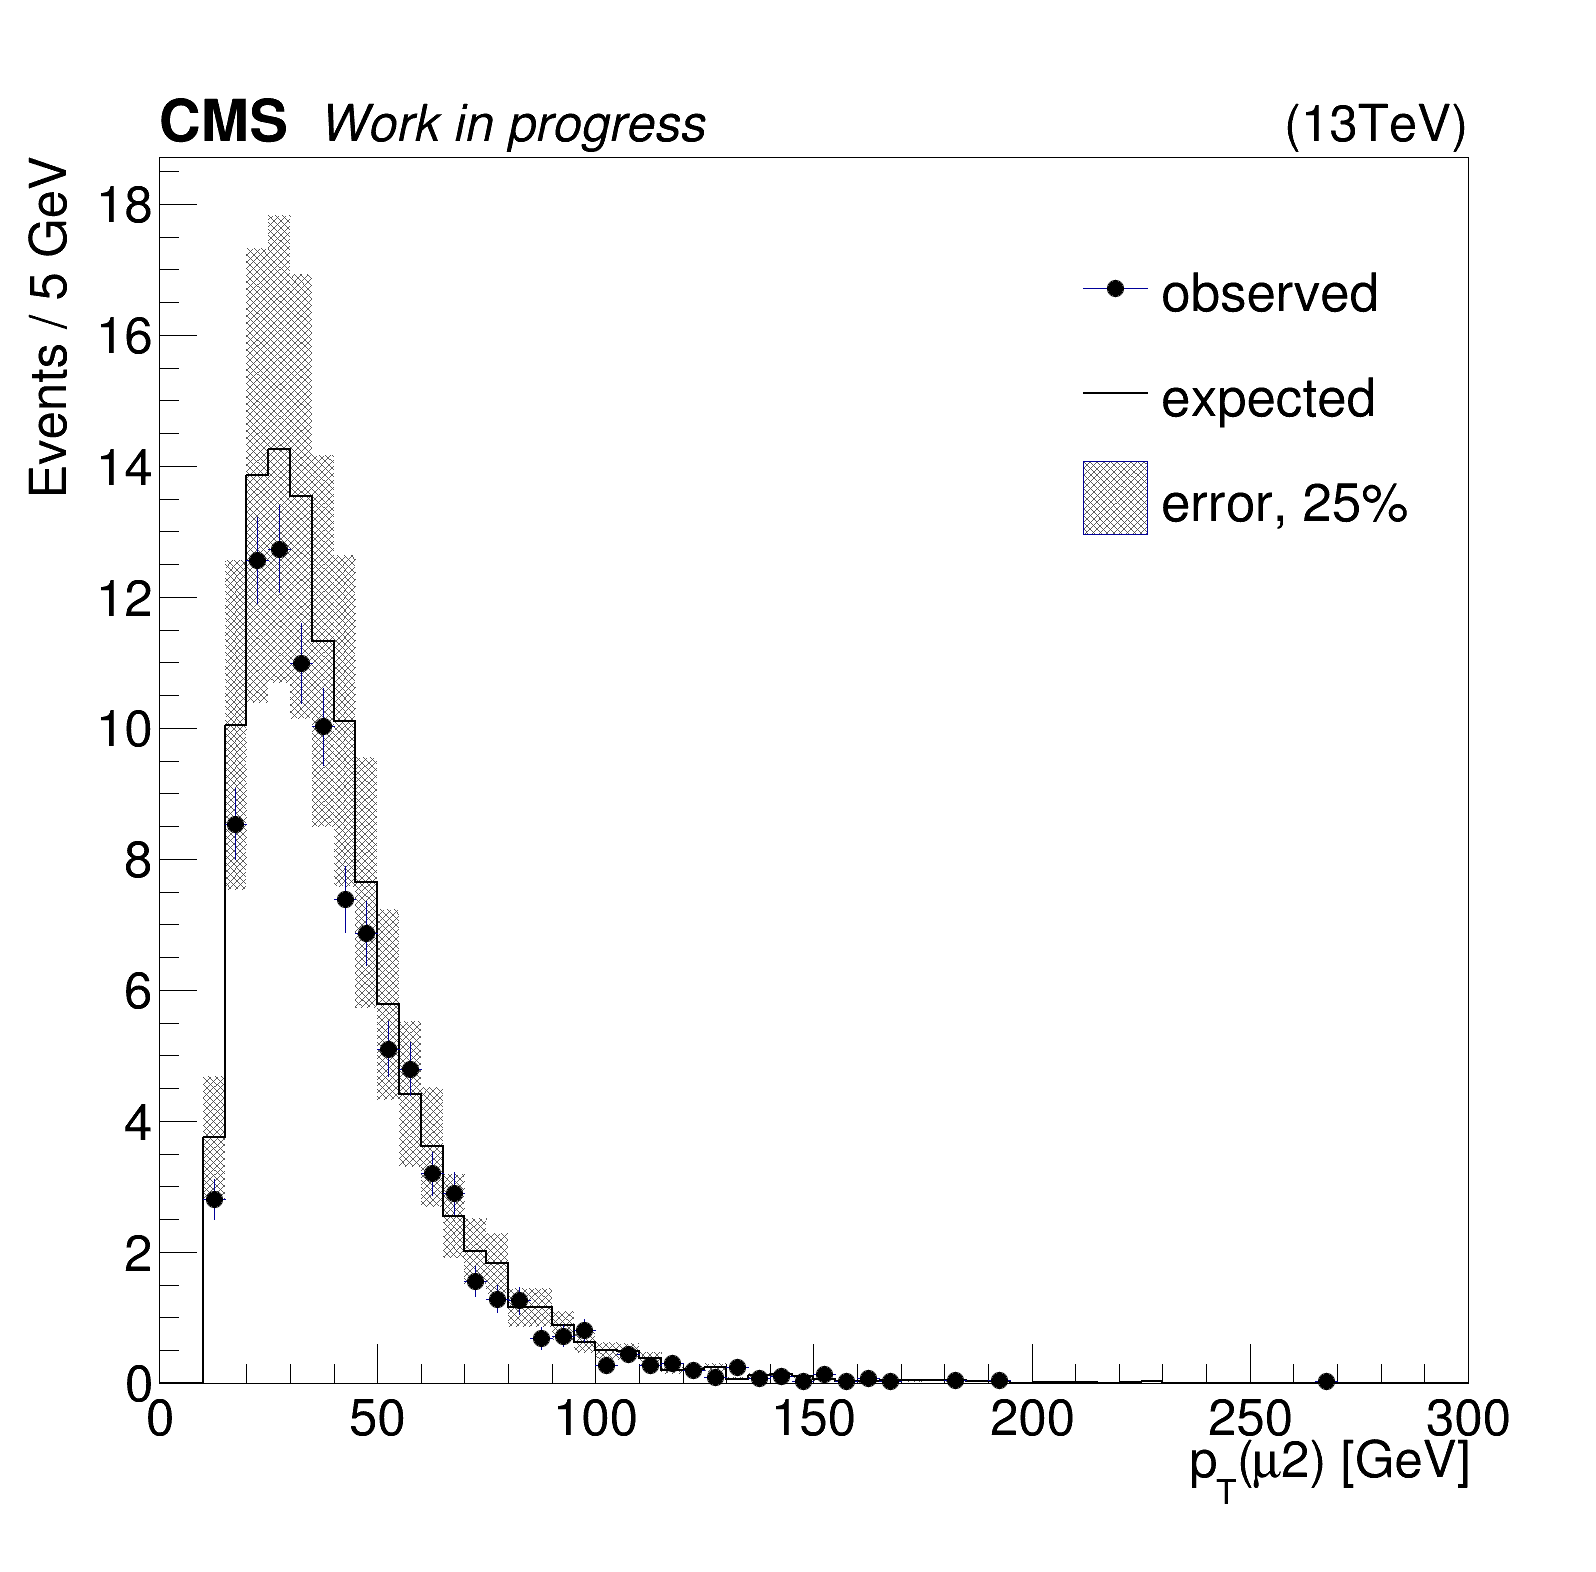 CMS Work in progress (13TeV)
Events / 5 GeV
observed
expected
error, 25%
18
16
14
12
10
8
6
4
2
0
0 50 100 150 200 250 300
p_T(μ2) [GeV]